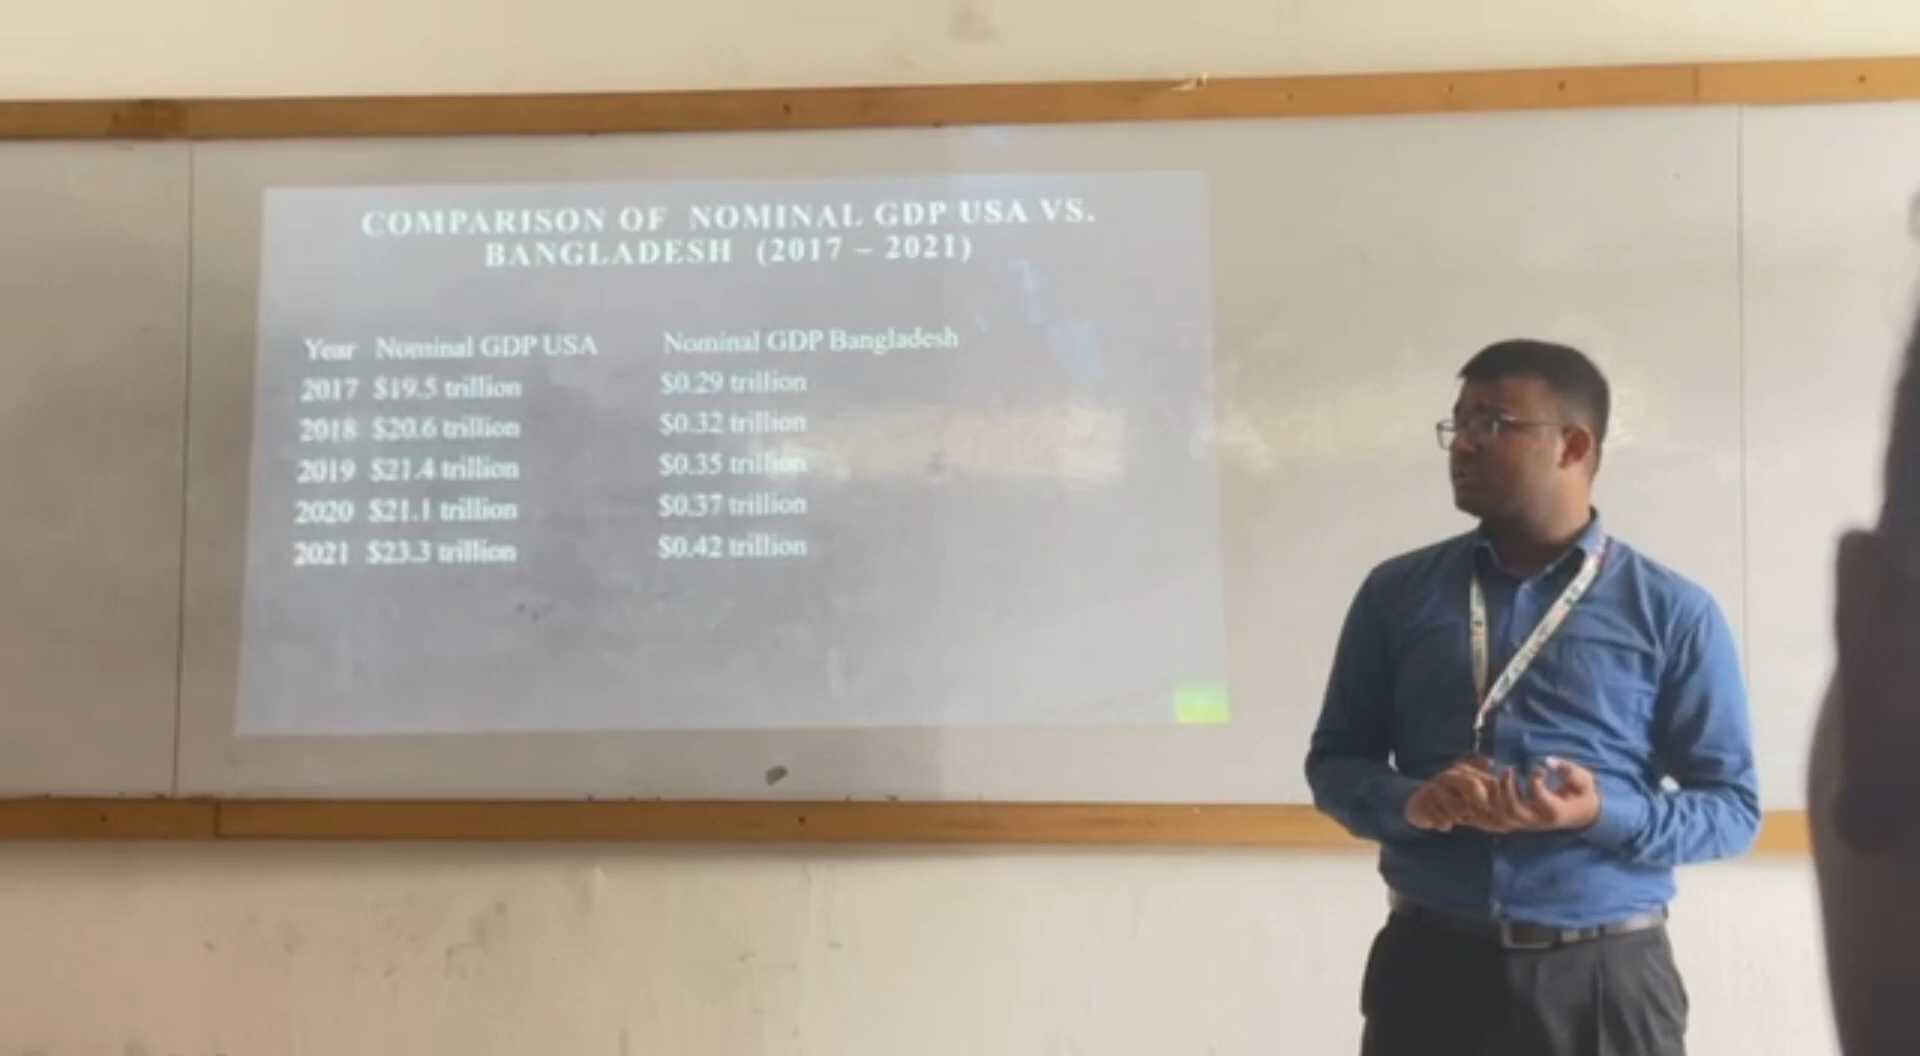 COMPARISON OF NOMINAL GDP USA VS.
BANGLADESH (2017 – 2021)
Year Nominal GDP USA Nominal GDP Bangladesh
2017 $19.5 trillion $0.29 trillion
2018 $20.6 trillion $0.32 trillion
2019 $21.4 trillion $0.35 trillion
2020 $21.1 trillion $0.37 trillion
2021 $23.3 trillion $0.42 trillion